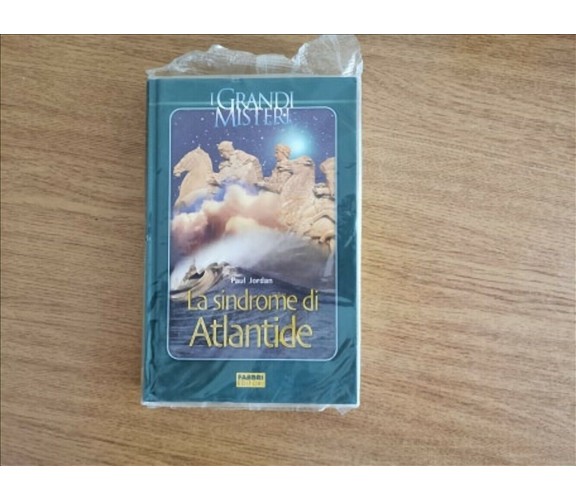 I GRANDI
MISTERI
Paul Jordan
La sindrome di
Atlantide
FABBRI
EDITORI